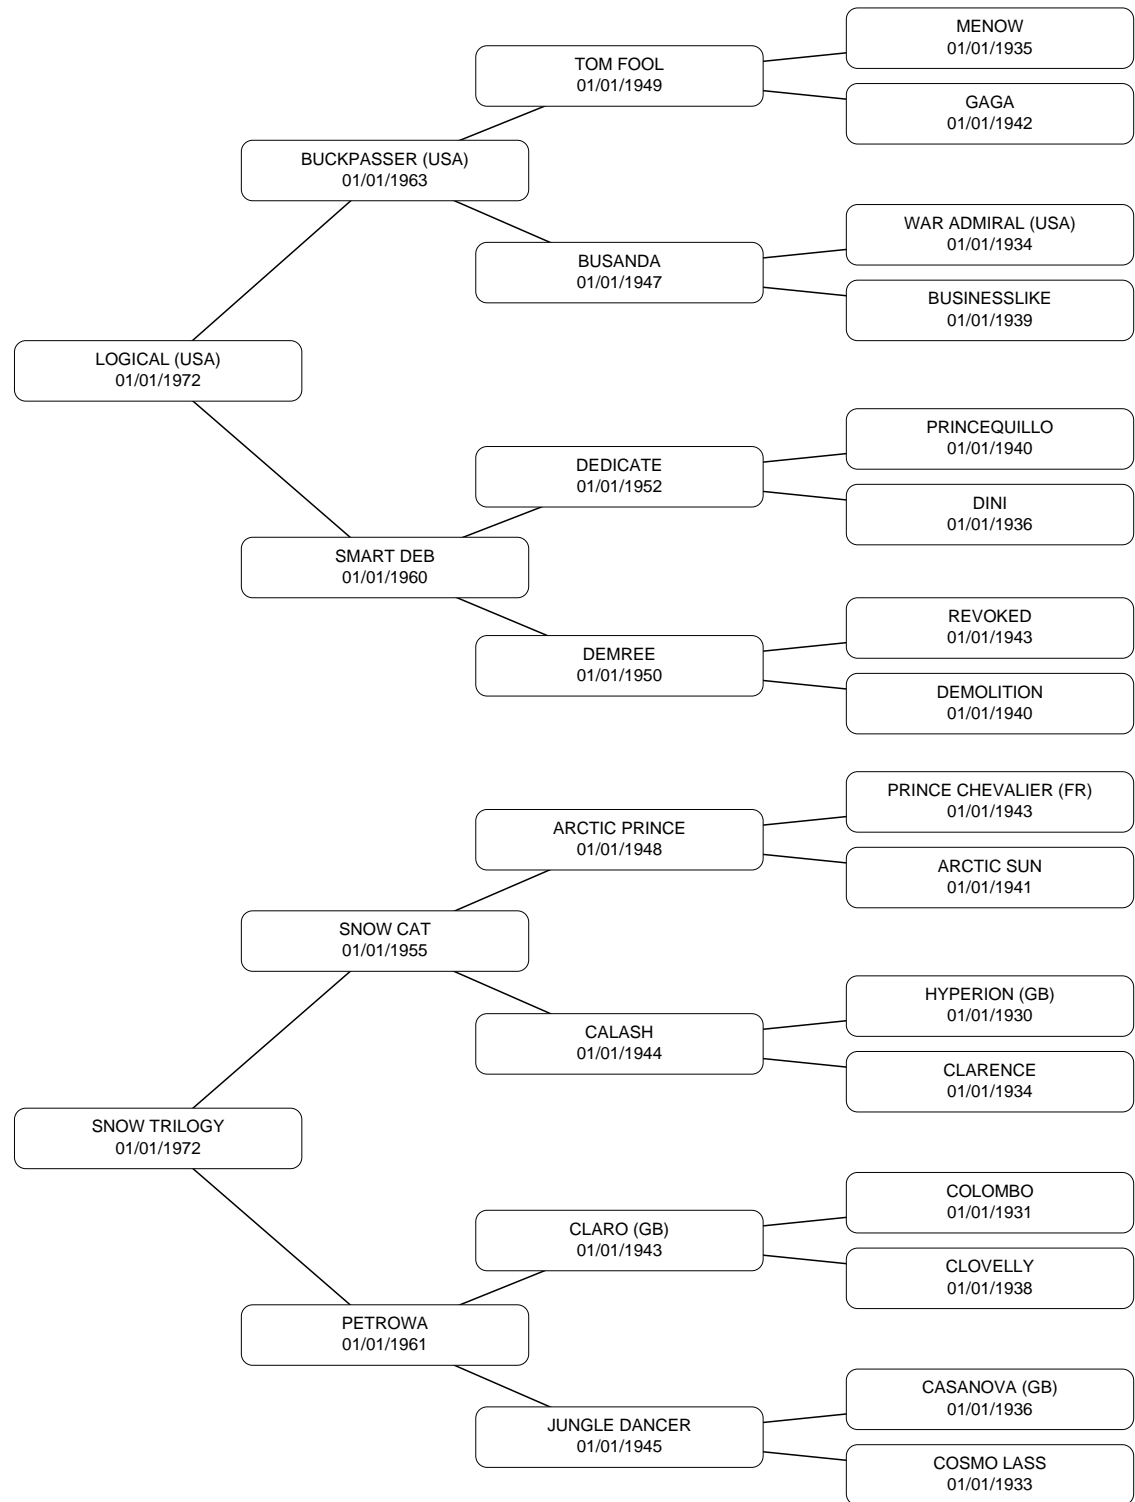 MENOW
01/01/1935
TOM FOOL
01/01/1949
GAGA
01/01/1942
BUCKPASSER (USA)
01/01/1963
WAR ADMIRAL (USA)
01/01/1934
BUSANDA
01/01/1947
BUSINESSLIKE
01/01/1939
LOGICAL (USA)
01/01/1972
PRINCEQUILLO
01/01/1940
DEDICATE
01/01/1952
DINI
01/01/1936
SMART DEB
01/01/1960
REVOKED
01/01/1943
DEMREE
01/01/1950
DEMOLITION
01/01/1940
PRINCE CHEVALIER (FR)
01/01/1943
ARCTIC PRINCE
01/01/1948
ARCTIC SUN
01/01/1941
SNOW CAT
01/01/1955
HYPERION (GB)
01/01/1930
CALASH
01/01/1944
CLARENCE
01/01/1934
SNOW TRILOGY
01/01/1972
COLOMBO
01/01/1931
CLARO (GB)
01/01/1943
CLOVELLY
01/01/1938
PETROWA
01/01/1961
CASANOVA (GB)
01/01/1936
JUNGLE DANCER
01/01/1945
COSMO LASS
01/01/1933